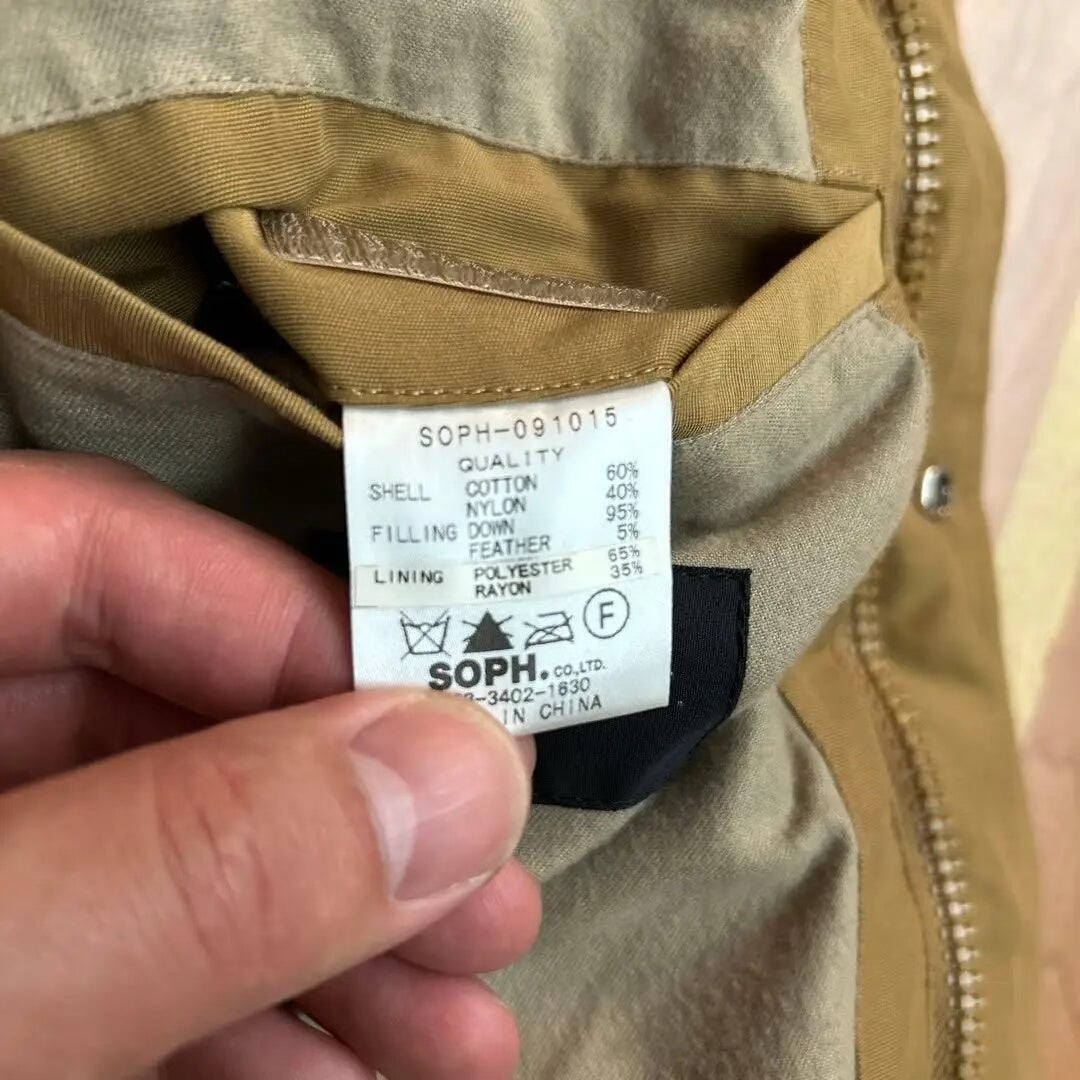 SOPH-091015
QUALITY
SHELL COTTON 60%
NYLON 40%
FILLING DOWN 95%
FEATHER 5%
LINING POLYESTER 65%
RAYON 35%
F
SOPH. CO.,LTD.
-3402-1630
IN CHINA